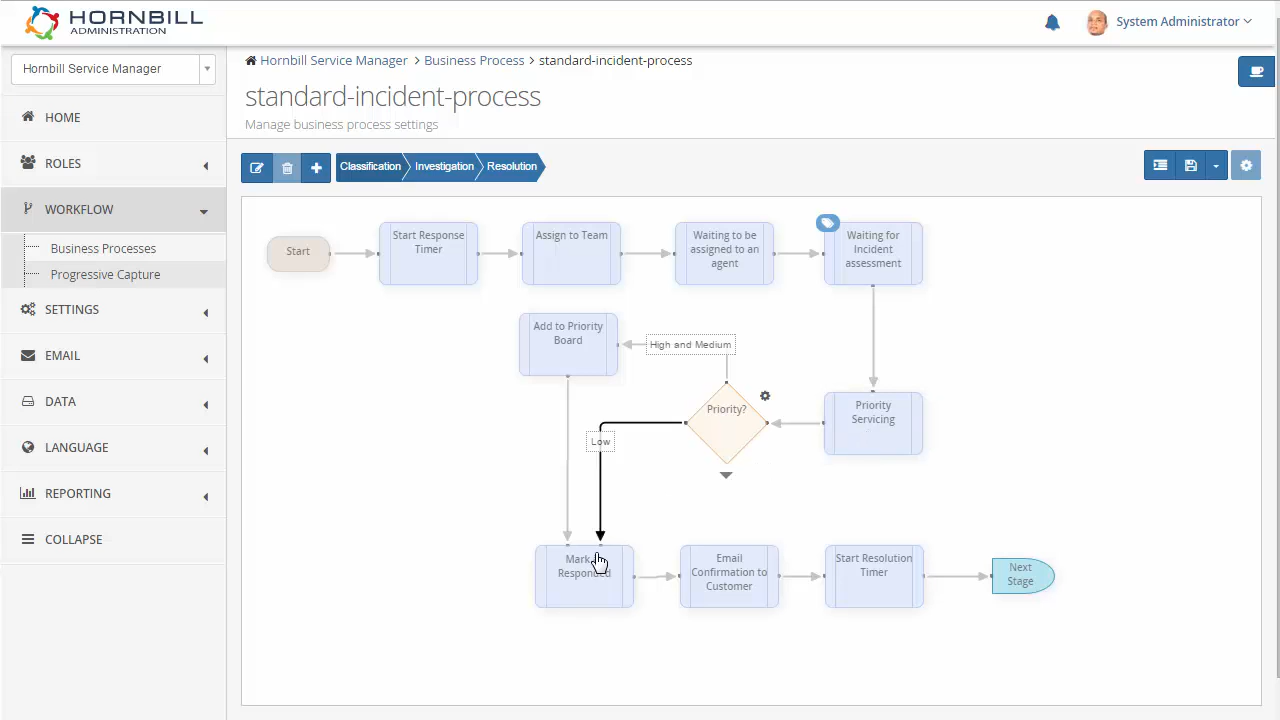 HORNBILL
ADMINISTRATION
System Administrator
Hornbill Service Manager
Hornbill Service Manager > Business Process > standard-incident-process
standard-incident-process
Manage business process settings
HOME
ROLES
WORKFLOW
Business Processes
Progressive Capture
SETTINGS
EMAIL
DATA
LANGUAGE
REPORTING
COLLAPSE
Classification
Investigation
Resolution
Start
Start Response
Timer
Assign to Team
Waiting to be
assigned to an
agent
Waiting for
Incident
assessment
Add to Priority
Board
High and Medium
Priority?
Priority
Servicing
Low
Mark
Responded
Email
Confirmation to
Customer
Start Resolution
Timer
Next
Stage